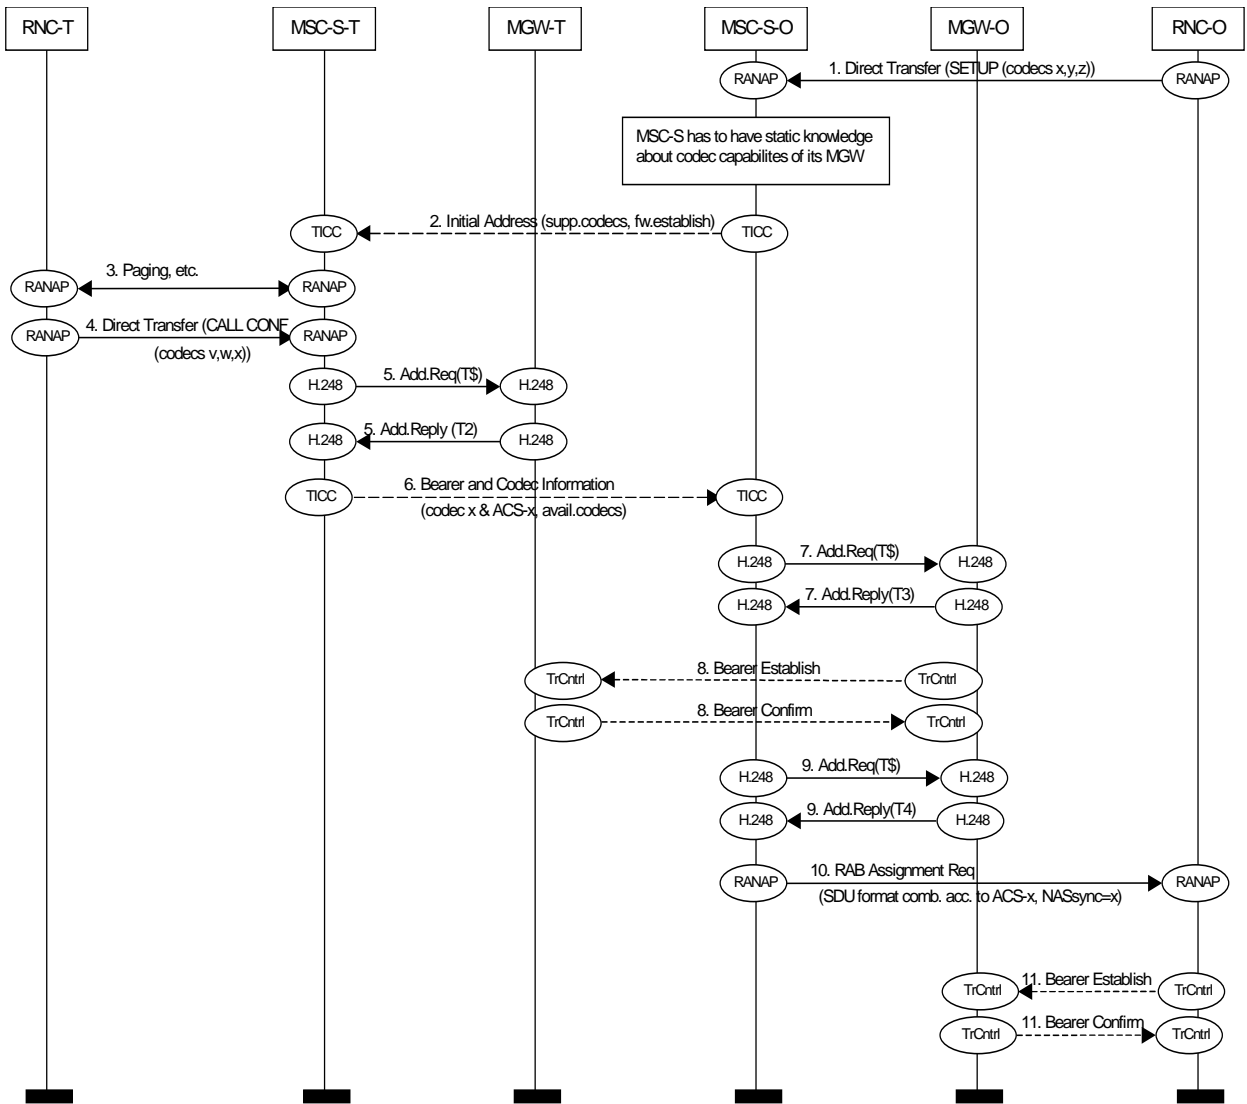 RNC-T MSC-S-T MGW-T MSC-S-O MGW-O RNC-O
RANAP 1. Direct Transfer (SETUP (codecs x,y,z)) RANAP
MSC-S has to have static knowledge
about codec capabilites of its MGW
TICC 2. Initial Address (supp.codecs, fw.establish) TICC
RANAP 3. Paging, etc. RANAP
RANAP 4. Direct Transfer (CALL CONF RANAP
(codecs v,w,x))
H.248 5. Add.Req(T$) H.248
H.248 5. Add.Reply (T2) H.248
TICC 6. Bearer and Codec Information TICC
(codec x & ACS-x, avail.codecs)
H.248 7. Add.Req(T$) H.248
H.248 7. Add.Reply(T3) H.248
TrCntrl 8. Bearer Establish TrCntrl
TrCntrl 8. Bearer Confirm TrCntrl
H.248 9. Add.Req(T$) H.248
H.248 9. Add.Reply(T4) H.248
RANAP 10. RAB Assignment Req RANAP
(SDU format comb. acc. to ACS-x, NASsync=x)
TrCntrl 11. Bearer Establish TrCntrl
TrCntrl 11. Bearer Confirm TrCntrl